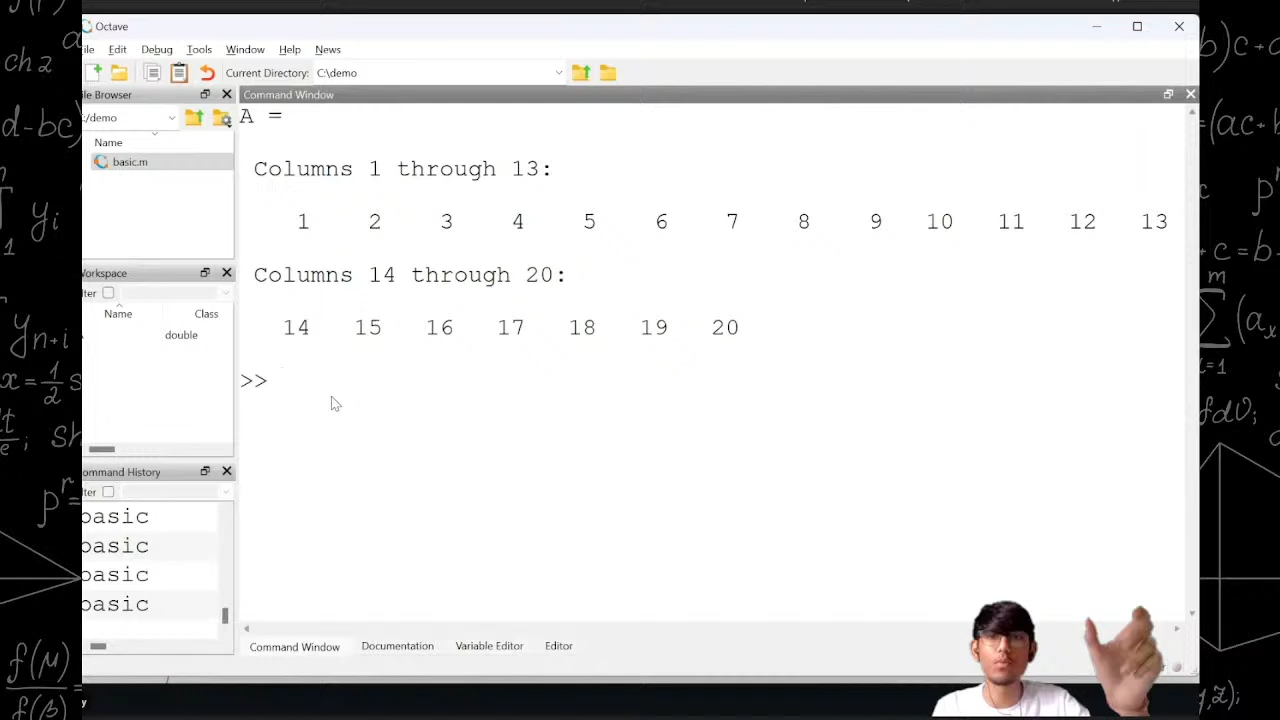 Octave
ile Edit Debug Tools Window Help News
Current Directory: C:\demo
ile Browser
Command Window
:/demo
A =
Name
basic.m
Columns 1 through 13:
1 2 3 4 5 6 7 8 9 10 11 12 13
Columns 14 through 20:
14 15 16 17 18 19 20
>>
Workspace
lter
Name Class
double
ommand History
lter
basic
basic
basic
basic
Command Window Documentation Variable Editor Editor